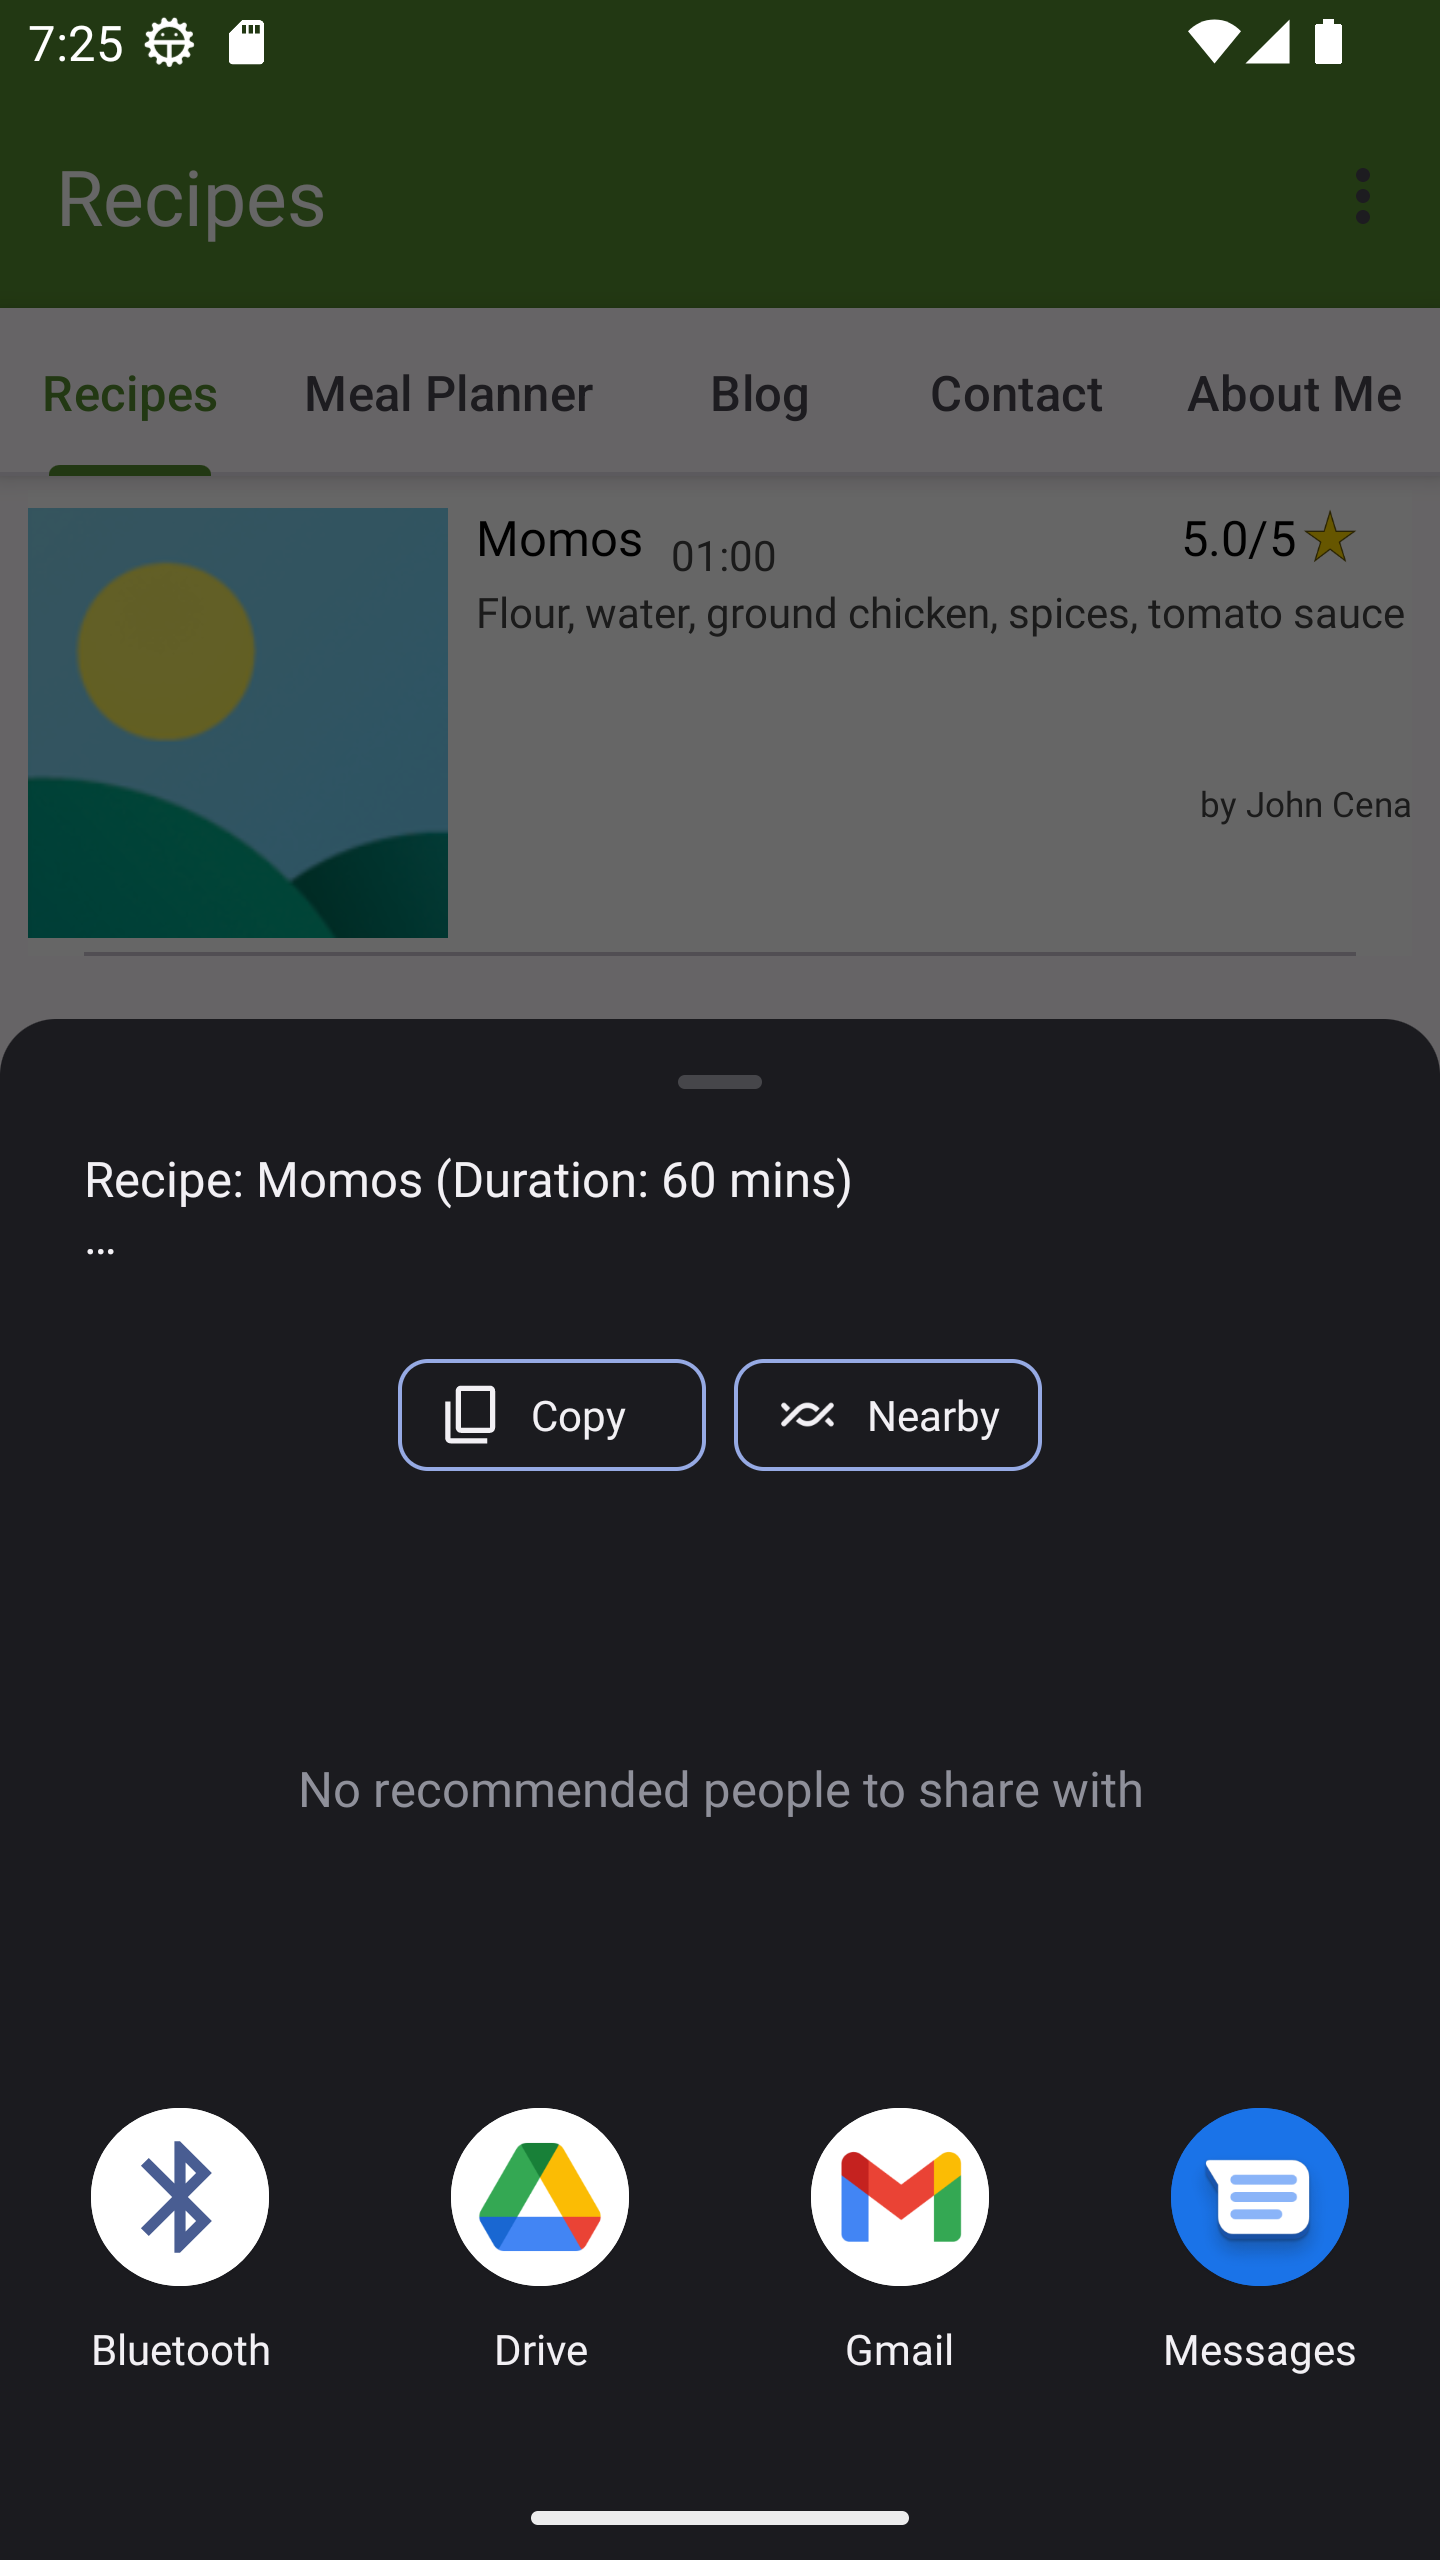 7:25
Recipes
Recipes Meal Planner Blog Contact About Me
Momos 01:00 5.0/5
Flour, water, ground chicken, spices, tomato sauce
by John Cena
Recipe: Momos (Duration: 60 mins)
…
Copy Nearby
No recommended people to share with
Bluetooth Drive Gmail Messages